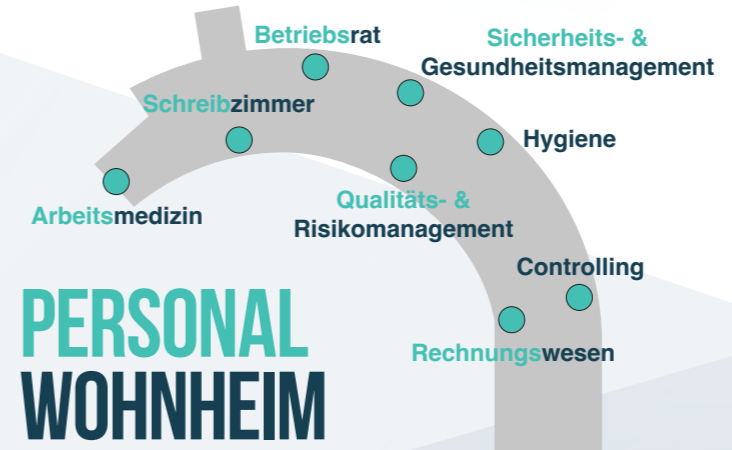 Betriebsrat
Sicherheits- &
Gesundheitsmanagement
Schreibzimmer
Hygiene
Arbeitsmedizin
Qualitäts- &
Risikomanagement
Controlling
Rechnungswesen
PERSONAL
WOHNHEIM